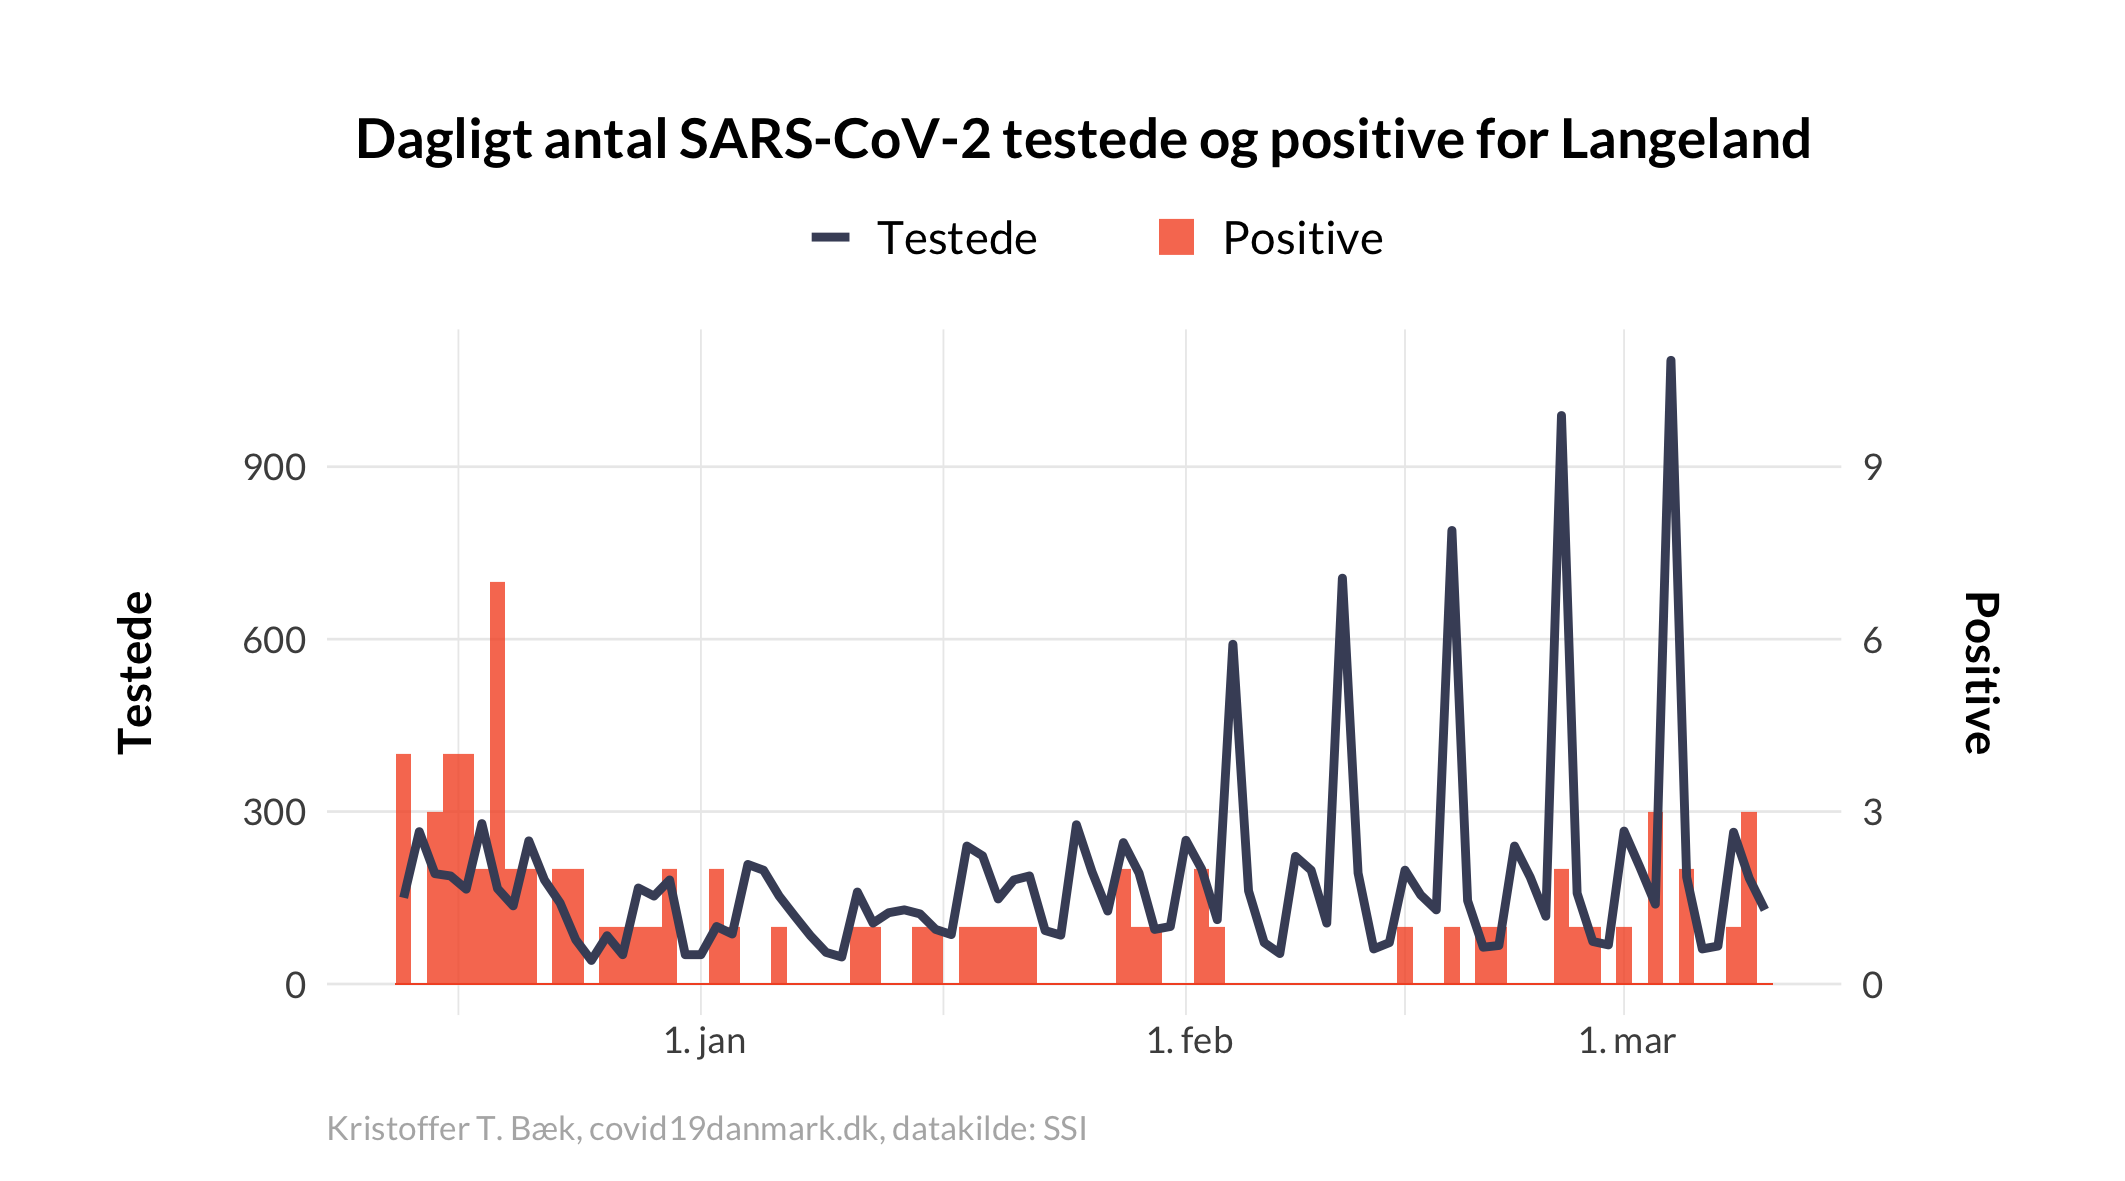 Dagligt antal SARS-CoV-2 testede og positive for Langeland
Testede
Positive
Testede
900
600
300
0
9
6
3
0
Positive
1. jan
1. feb
1. mar
Kristoffer T. Bæk, covid19danmark.dk, datakilde: SSI